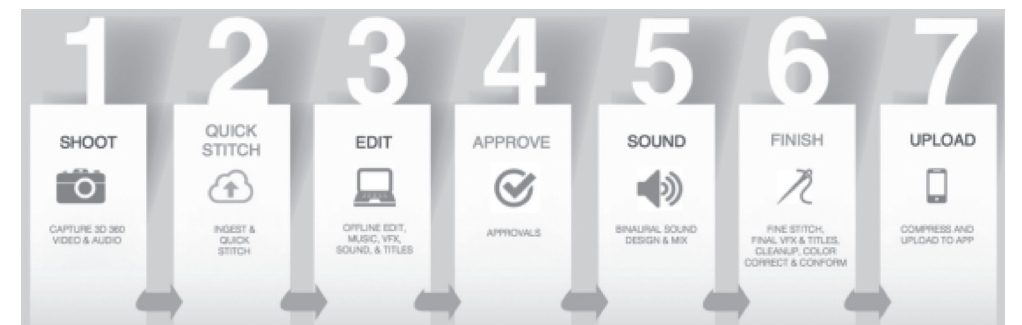 1
SHOOT
CAPTURE 3D 360
VIDEO & AUDIO
2
QUICK
STITCH
INGEST &
QUICK
STITCH
3
EDIT
OFFLINE EDIT,
MUSIC, VFX,
SOUND, & TITLES
4
APPROVE
APPROVALS
5
SOUND
BINAURAL SOUND
DESIGN & MIX
6
FINISH
FINE STITCH,
FINAL VFX & TITLES,
CLEANUP, COLOR
CORRECT & CONFORM
7
UPLOAD
COMPRESS AND
UPLOAD TO APP